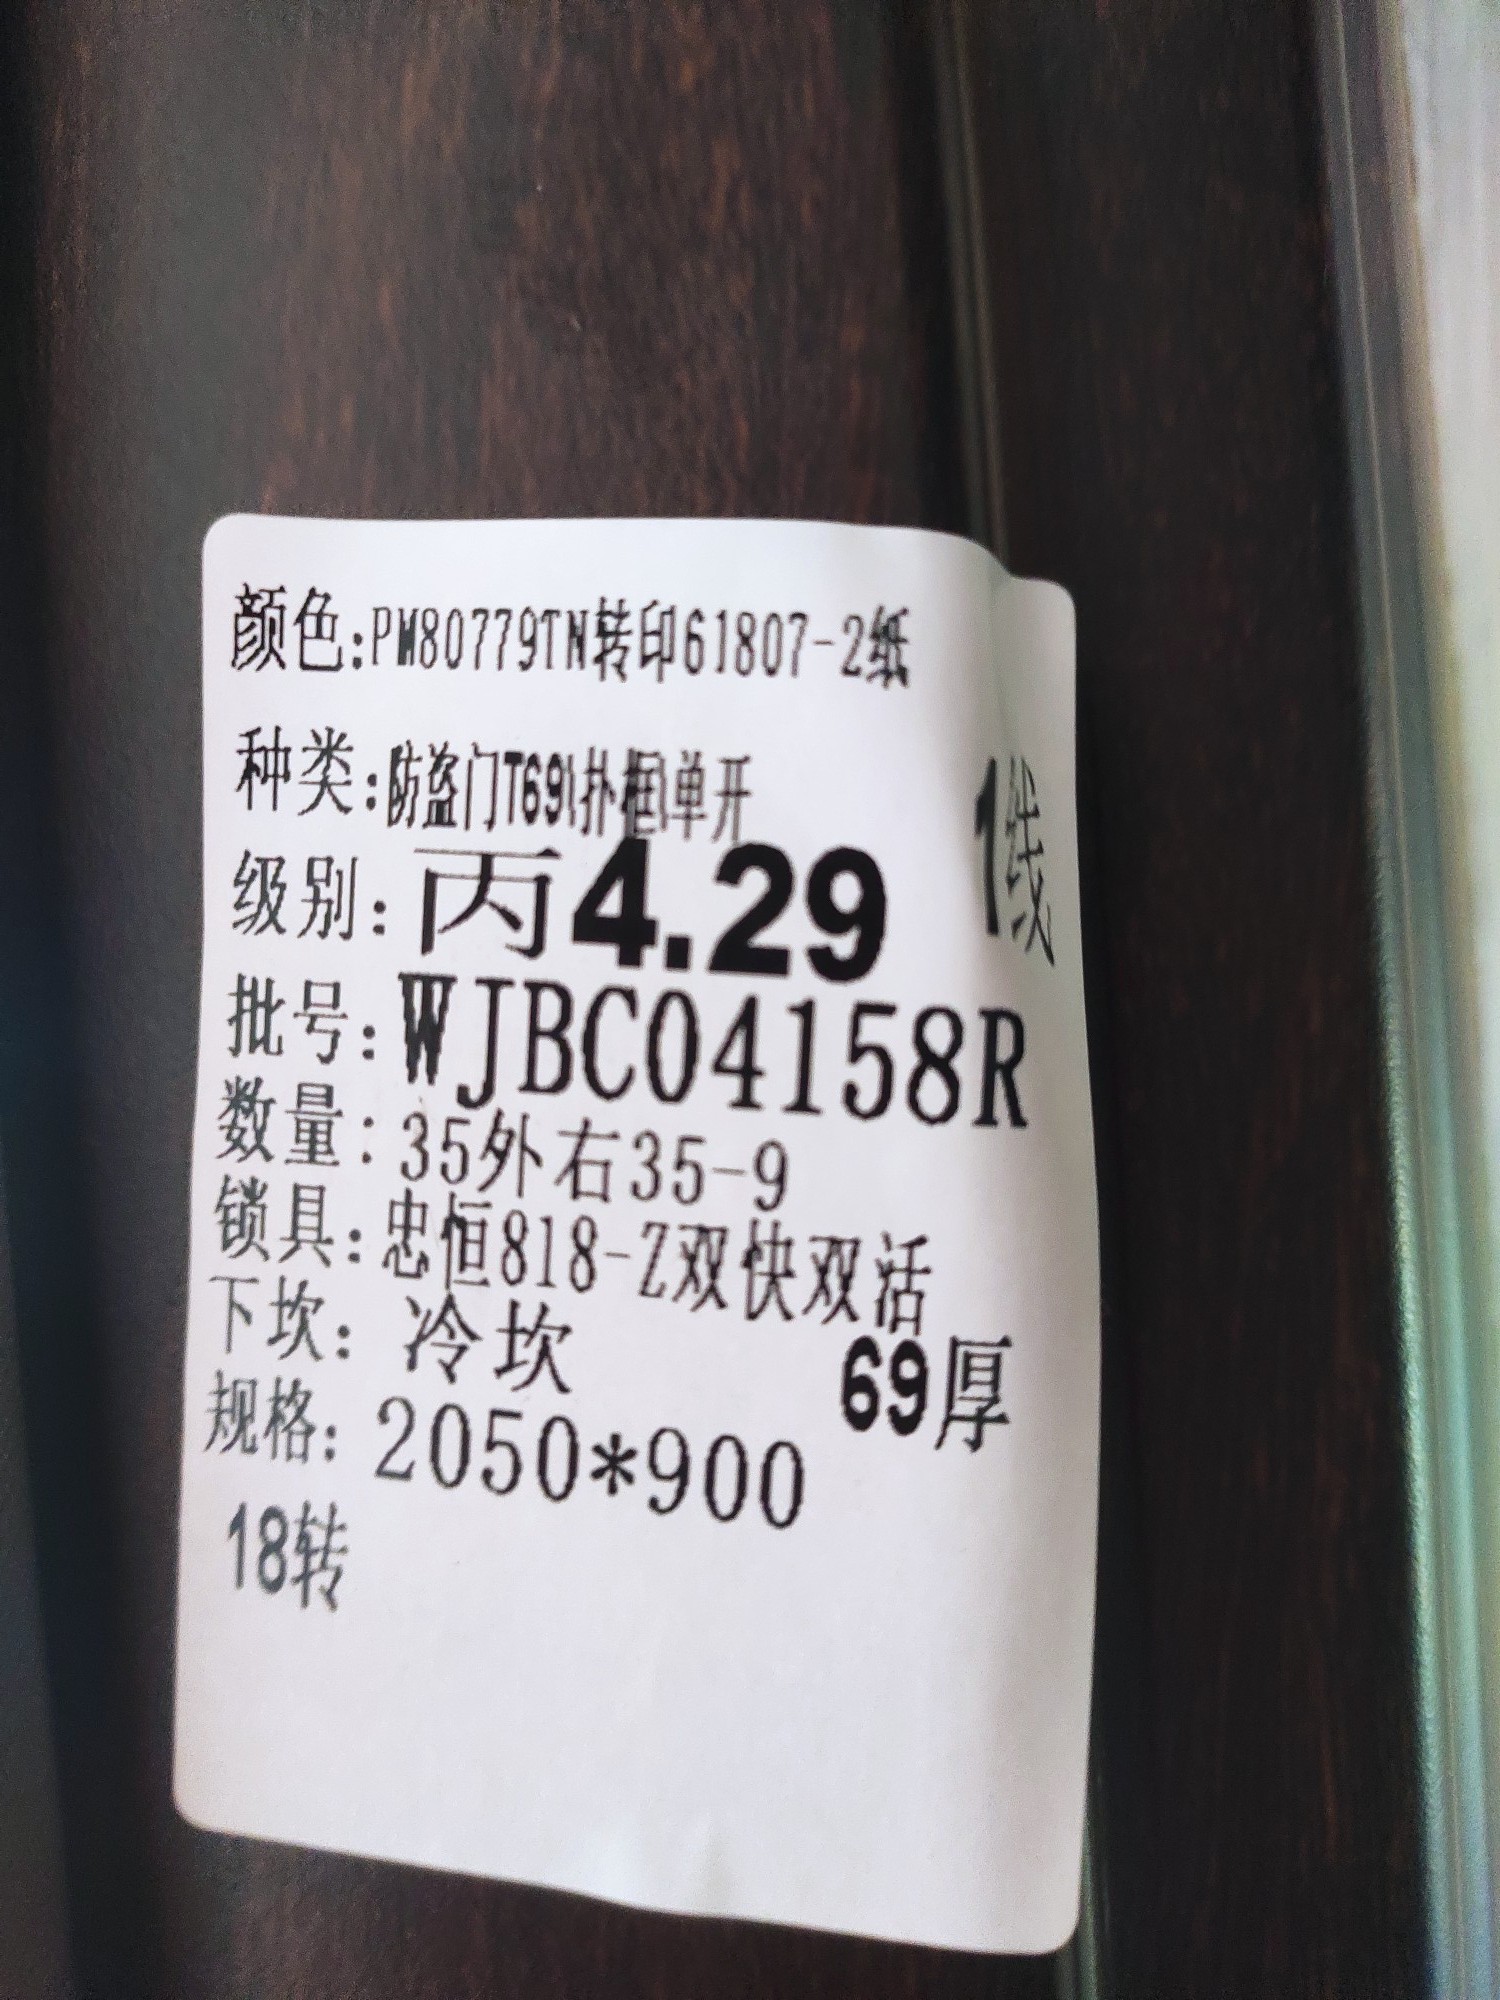 颜色:PM80779TN转印61807-2纸
种类:防盗门T69\扑框\单开
1线
级别:丙4.29
批号:WJBC04158R
数量:35外右35-9
锁具:忠恒818-2双快双活
下坎:冷坎
69厚
规格:2050*900
18转